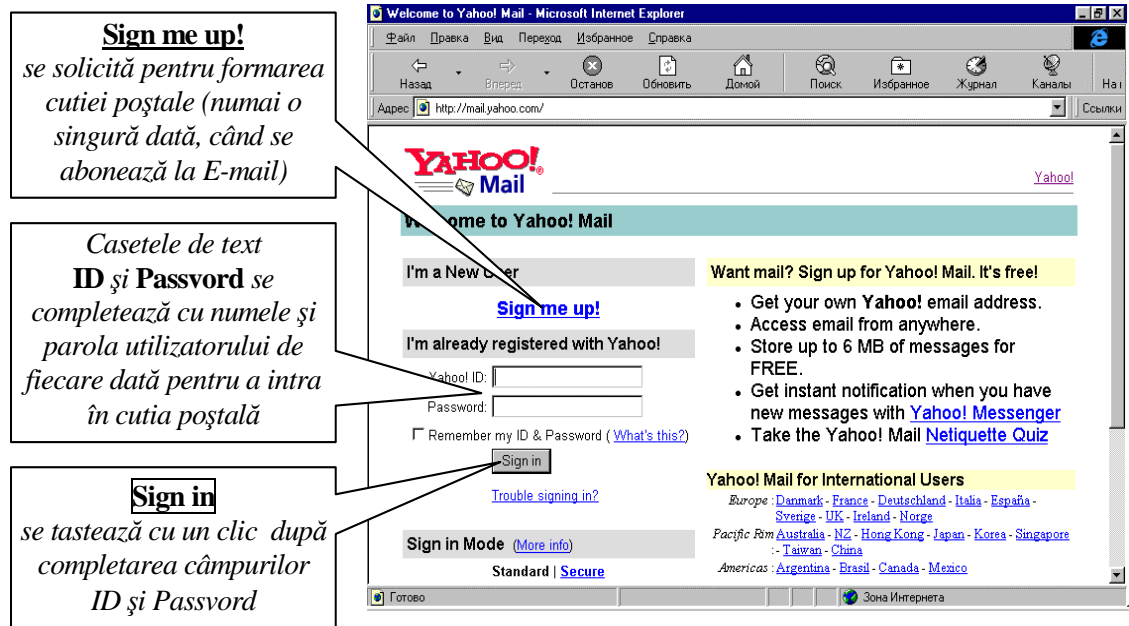 Sign me up!
se solicită pentru formarea
cutiei poştale (numai o
singură dată, când se
abonează la E-mail)
Casetele de text
ID şi Passvord se
completează cu numele şi
parola utilizatorului de
fiecare dată pentru a intra
în cutia poştală
Sign in
se tastează cu un clic după
completarea câmpurilor
ID şi Passvord
Welcome to Yahoo! Mail - Microsoft Internet Explorer
Файл Правка Вид Переход Избранное Справка
Назад Вперед Останов Обновить Домой Поиск Избранное Журнал Каналы На
Адрес http://mail.yahoo.com/ Ссылки
YAHOO!
Mail
Yahoo!
Welcome to Yahoo! Mail
I'm a New User
Sign me up!
I'm already registered with Yahoo!
Yahoo! ID:
Password:
Remember my ID & Password ( What's this?)
Sign in
Trouble signing in?
Sign in Mode (More info)
Standard | Secure
Want mail? Sign up for Yahoo! Mail. It's free!
• Get your own Yahoo! email address.
• Access email from anywhere.
• Store up to 6 MB of messages for
FREE.
• Get instant notification when you have
new messages with Yahoo! Messenger
• Take the Yahoo! Mail Netiquette Quiz
Yahoo! Mail for International Users
Europe : Danmark - France - Deutschland - Italia - España -
Sverige - UK - Ireland - Norge
Pacific Rim Australia - NZ - Hong Kong - Japan - Korea - Singapore
:- Taiwan - China
Americas : Argentina - Brasil - Canada - Mexico
Готово Зона Интернета